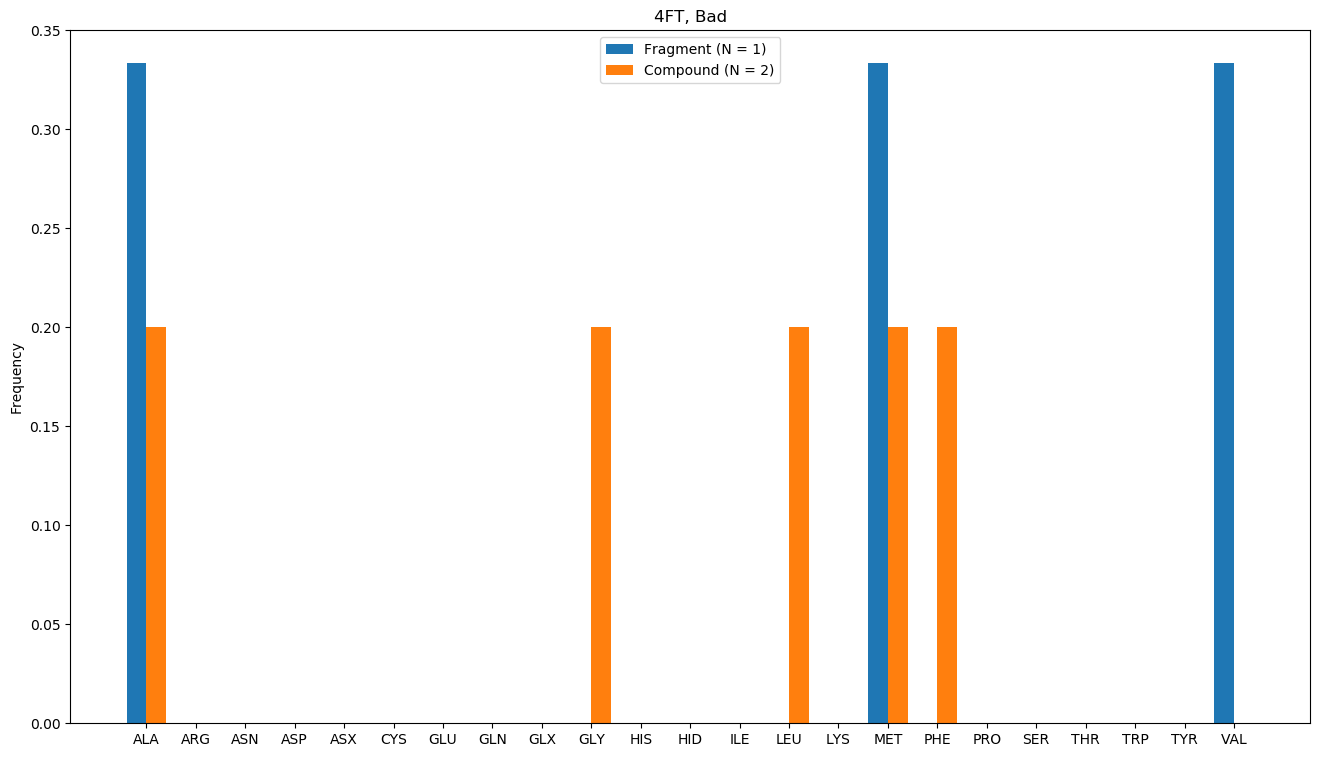 4FT, Bad
Fragment (N = 1)
Compound (N = 2)
Frequency
0.35
0.30
0.25
0.20
0.15
0.10
0.05
0.00
ALA ARG ASN ASP ASX CYS GLU GLN GLX GLY HIS HID ILE LEU LYS MET PHE PRO SER THR TRP TYR VAL